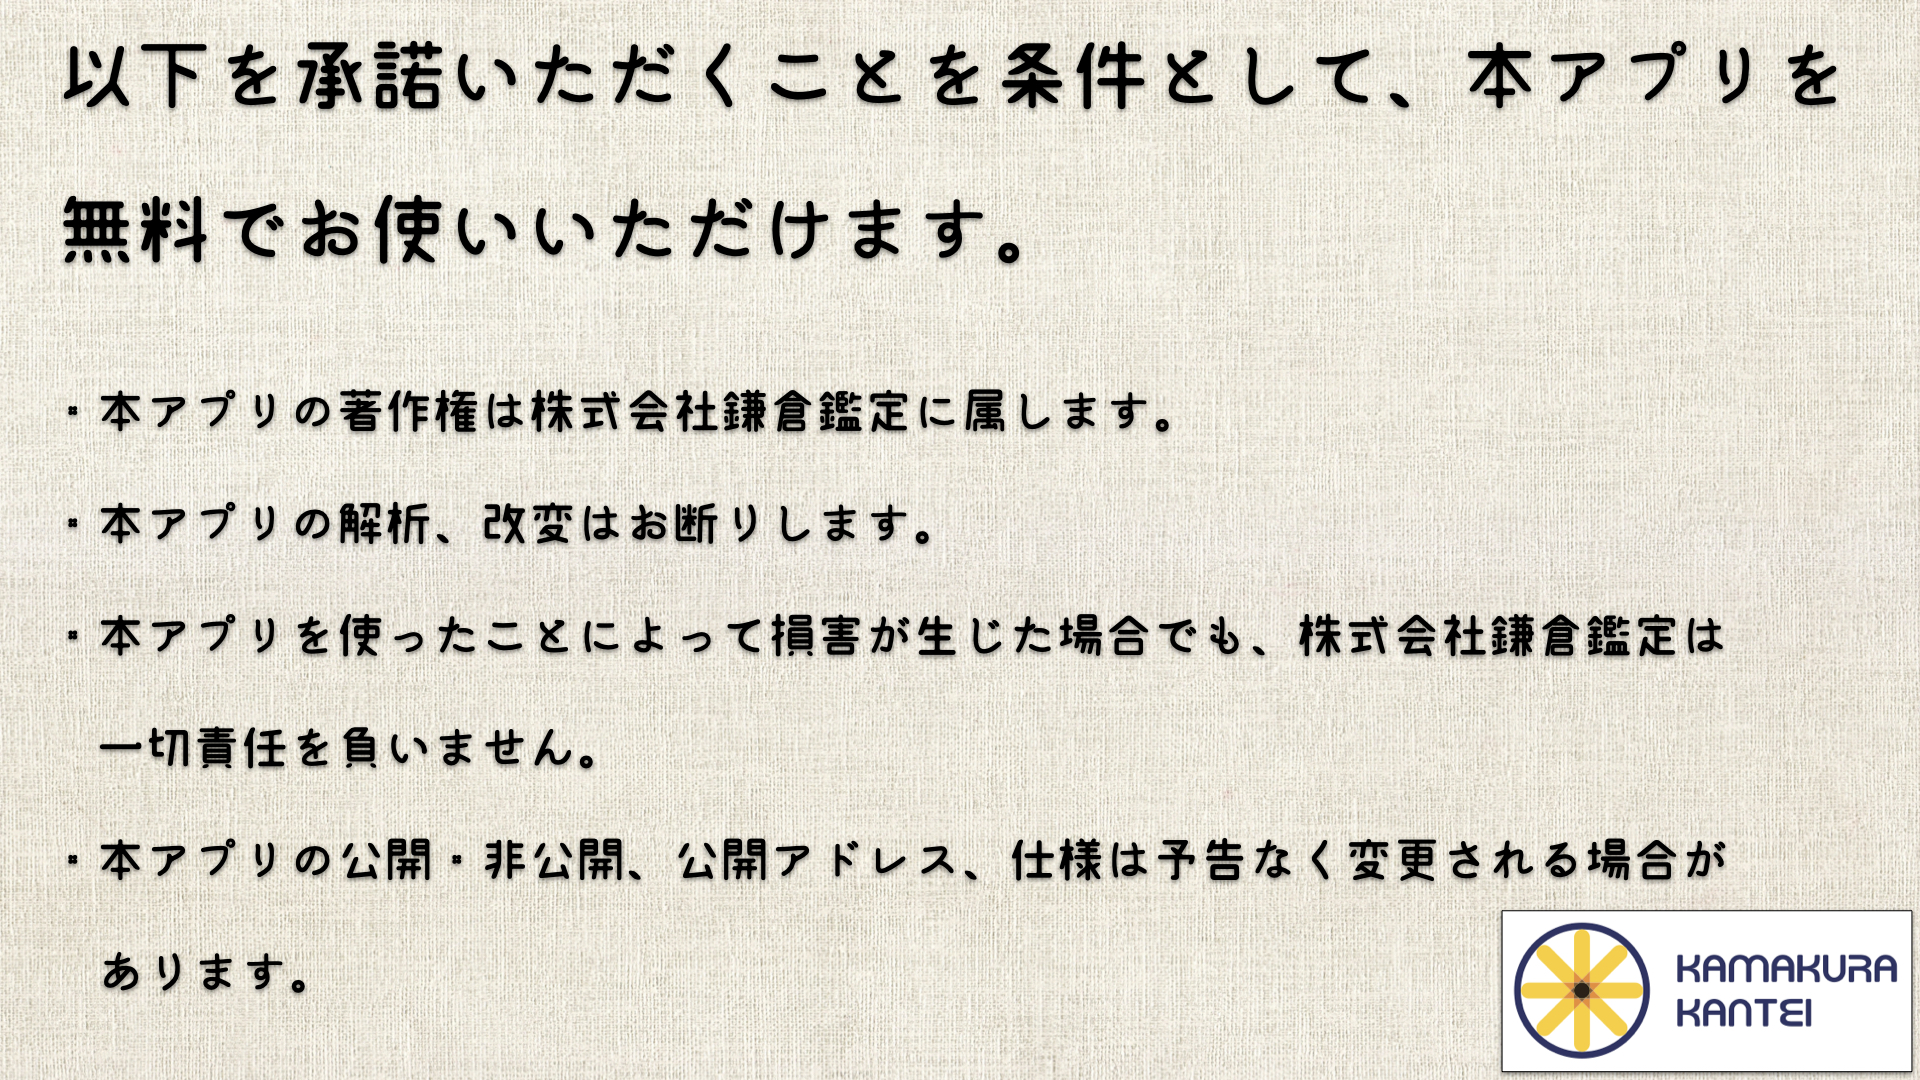 以下を承諾いただくことを条件として、本アプリを
無料でお使いいただけます。
・本アプリの著作権は株式会社鎌倉鑑定に属します。
・本アプリの解析、改変はお断りします。
・本アプリを使ったことによって損害が生じた場合でも、株式会社鎌倉鑑定は
一切責任を負いません。
・本アプリの公開・非公開、公開アドレス、仕様は予告なく変更される場合が
あります。
KAMAKURA
KANTEI